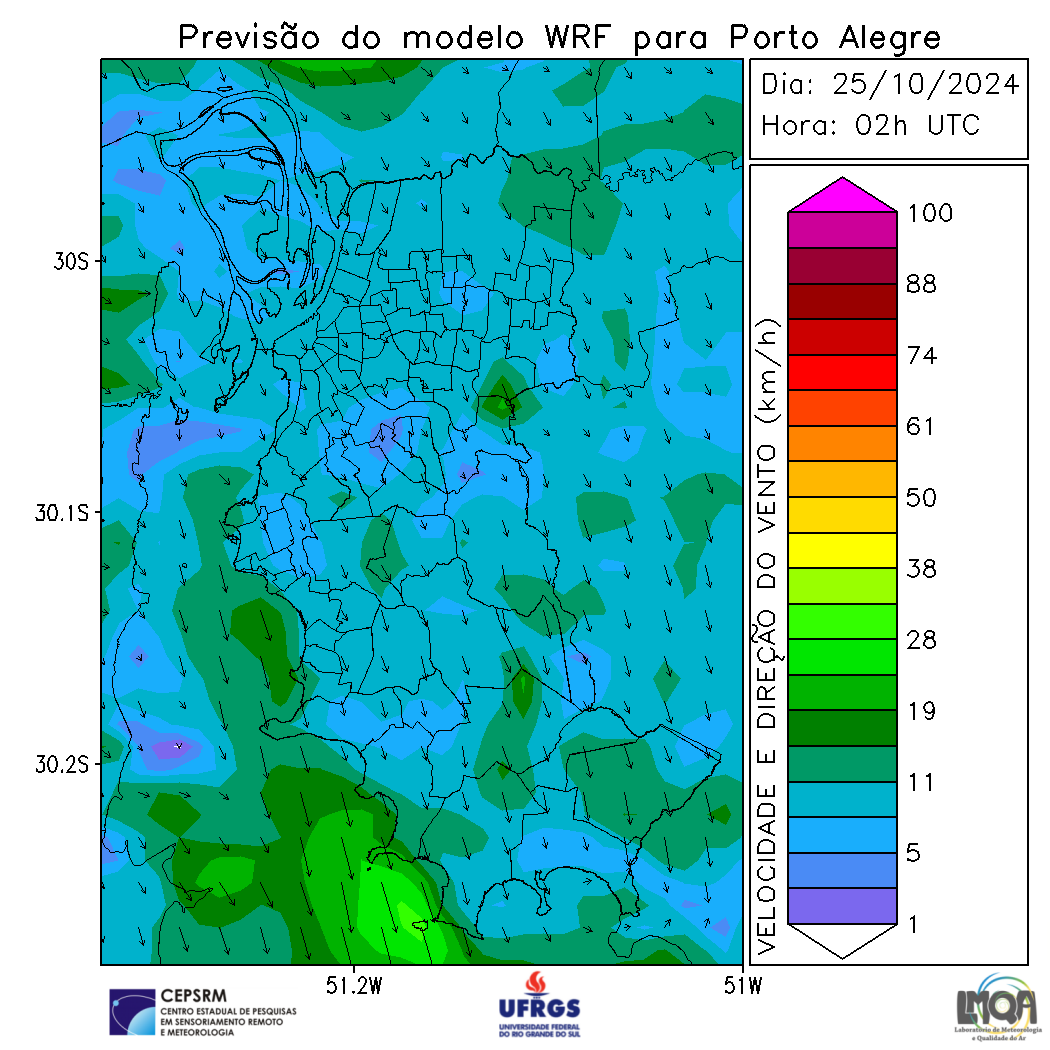 Previsão do modelo WRF para Porto Alegre
Dia: 25/10/2024
Hora: 02h UTC
30S
30.1S
30.2S
51.2W
51W
VELOCIDADE E DIREÇÃO DO VENTO (km/h)
100
88
74
61
50
38
28
19
11
5
1
CEPSRM
CENTRO ESTADUAL DE PESQUISAS
EM SENSORIAMENTO REMOTO
E METEOROLOGIA
UFRGS
UNIVERSIDADE FEDERAL
DO RIO GRANDE DO SUL
LMQA
Laboratório de Meteorologia
e Qualidade do Ar